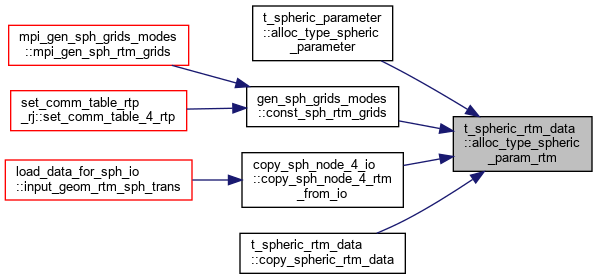 mpi_gen_sph_grids_modes
::mpi_gen_sph_rtm_grids
set_comm_table_rtp
_rj::set_comm_table_4_rtp
load_data_for_sph_io
::input_geom_rtm_sph_trans
t_spheric_parameter
::alloc_type_spheric
_parameter
gen_sph_grids_modes
::const_sph_rtm_grids
copy_sph_node_4_io
::copy_sph_node_4_rtm
_from_io
t_spheric_rtm_data
::copy_spheric_rtm_data
t_spheric_rtm_data
::alloc_type_spheric
_param_rtm